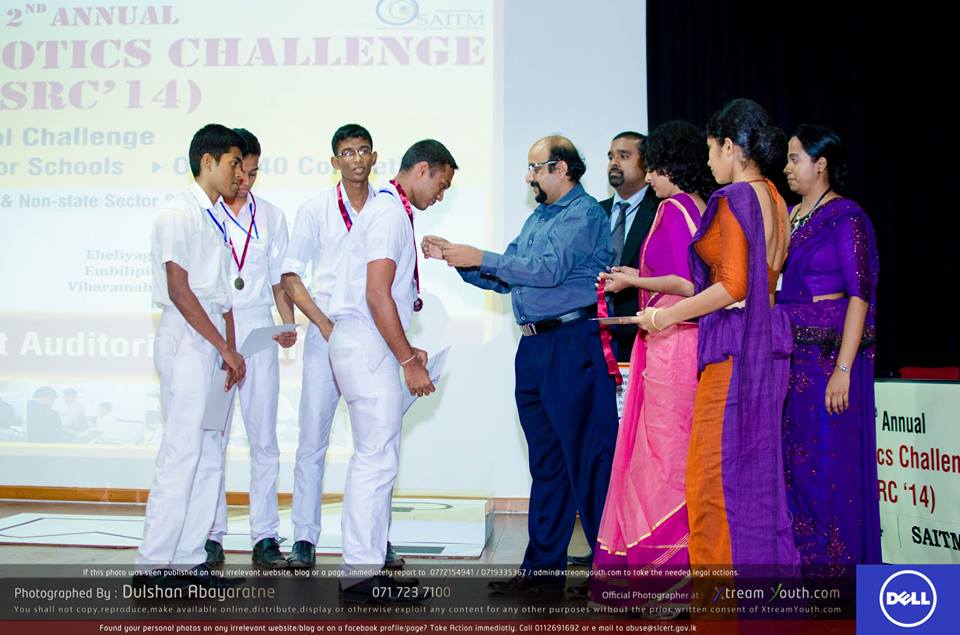 2ND ANNUAL
SAITM
OTICS CHALLENGE
SRC'14)
ol Challenge
or Schools
40
& Non-state Sector
Eheliyag
Embilipi
Viharamah
t Auditori
Annual
cs Challen
RC '14)
SAITM
If this photo was seen published on any irrelevant website, blog or a page, immediately call or otherwise contact 0772154941 / 0719335367 / admin@xtreamyouth.com to take the needed legal actions.
Photographed By : Dulshan Abayaratne
071 723 7100
Official Photographer at : Xtream Youth.com
You shall not copy,reproduce,make available online,distribute,display or otherwise exploit any content for any other purposes without the prior written consent of XtreamYouth.com
Found your personal photos on any irrelevant website/blog or on a facebook profile/page? Take Action immediatly. Call 0112691692 or e mail to abuse@slcert.gov.lk
DELL